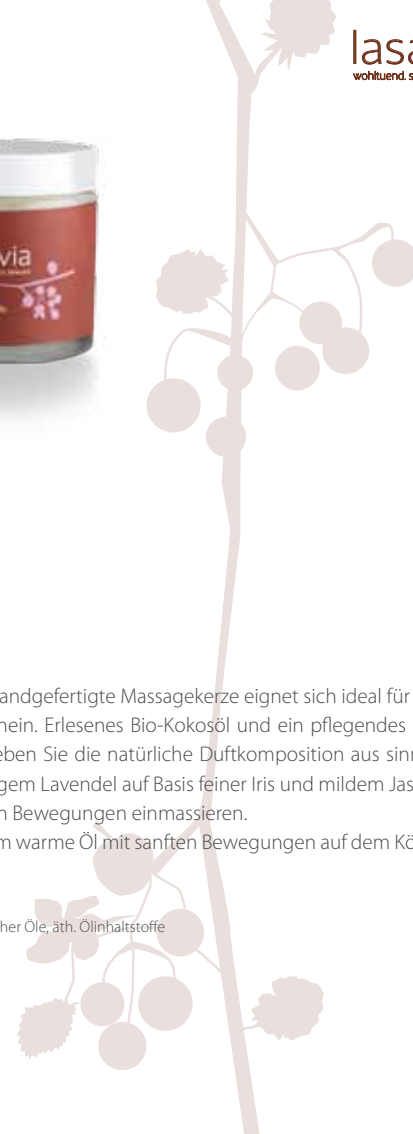 lasa
wohltuend. s
via
andgefertigte Massagekerze eignet sich ideal für
hein. Erlesenes Bio-Kokosöl und ein pflegendes
eben Sie die natürliche Duftkomposition aus sinn
gem Lavendel auf Basis feiner Iris und mildem Jas
n Bewegungen einmassieren.
m warme Öl mit sanften Bewegungen auf dem Kö
her Öle, äth. Ölinhaltstoffe